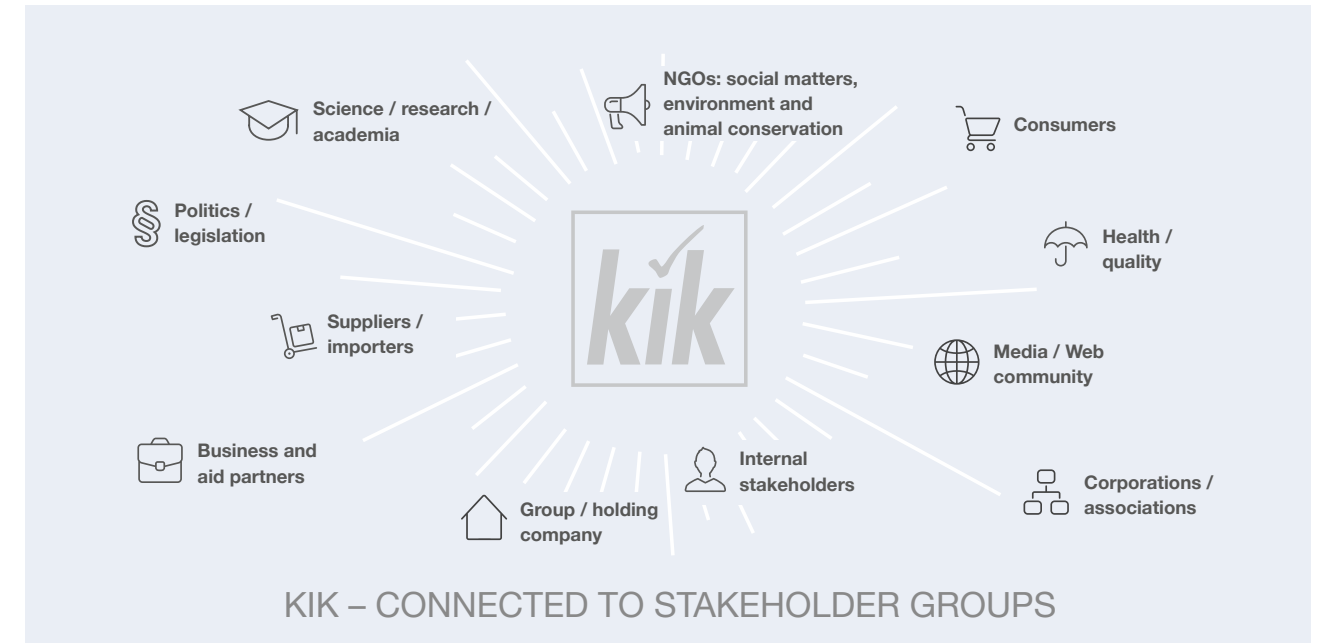 Science / research /
academia
NGOs: social matters,
environment and
animal conservation
Consumers
§
Politics /
legislation
Health /
quality
kik
Suppliers /
importers
Media / Web
community
Business and
aid partners
Internal
stakeholders
Group / holding
company
Corporations /
associations
KIK – CONNECTED TO STAKEHOLDER GROUPS